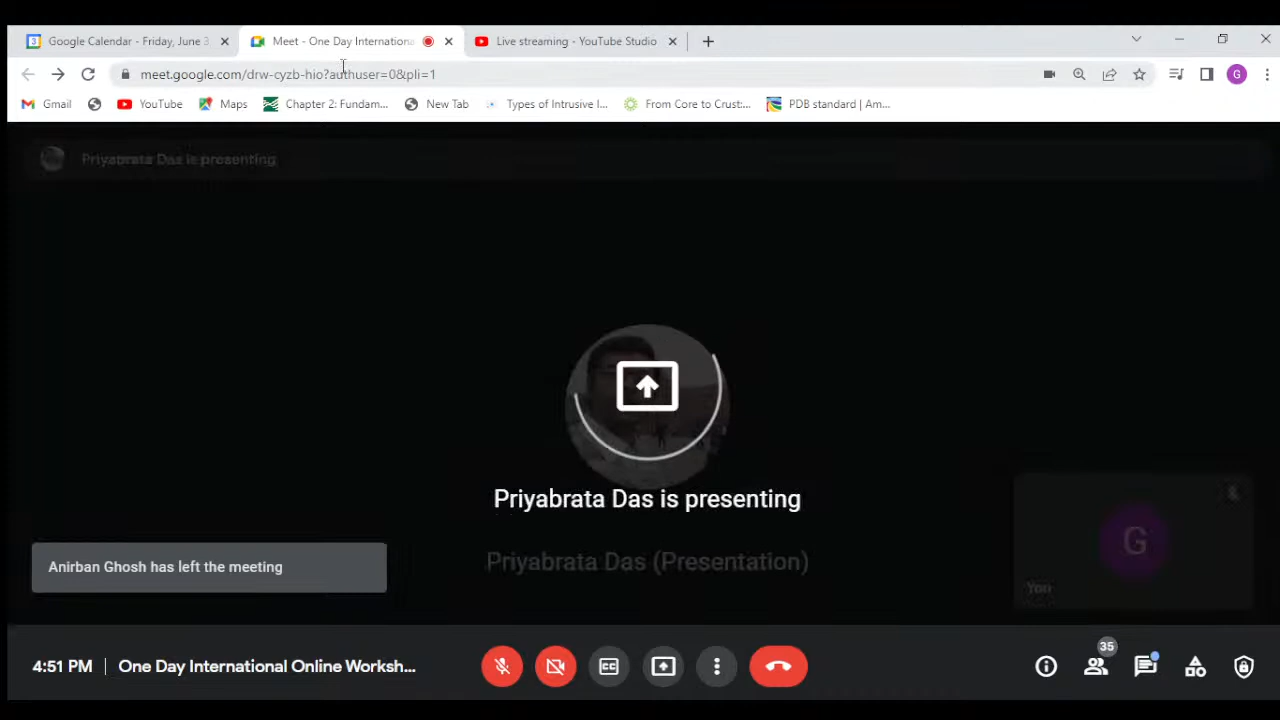 Google Calendar - Friday, June 3
Meet - One Day Internationa
Live streaming - YouTube Studio
meet.google.com/drw-cyzb-hio?authuser=0&pli=1
G
Gmail
YouTube
Maps
Chapter 2: Fundam...
New Tab
Types of Intrusive I...
From Core to Crust:...
PDB standard | Am...
Priyabrata Das is presenting
Priyabrata Das is presenting
Priyabrata Das (Presentation)
G
You
Anirban Ghosh has left the meeting
4:51 PM | One Day International Online Worksh...
CC
35